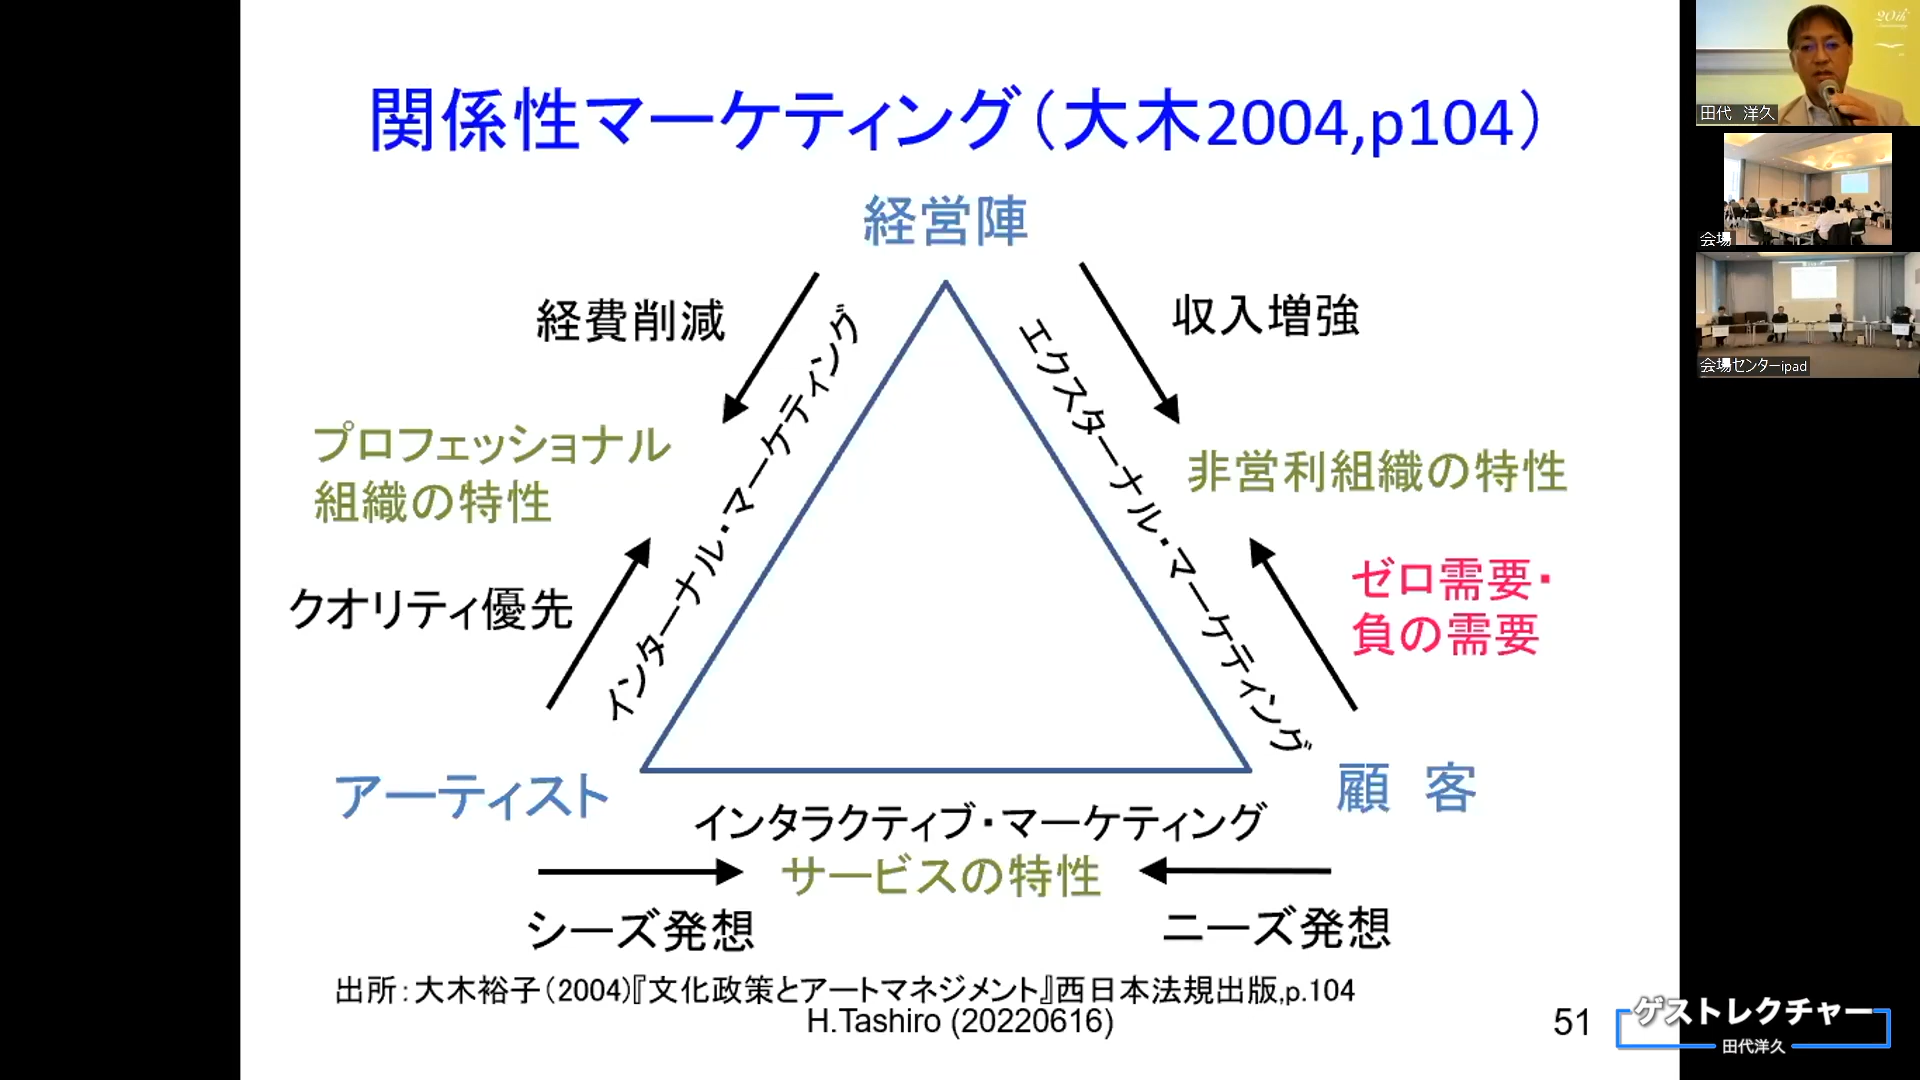 関係性マーケティング（大木2004,p104）
経営陣
経費削減
収入増強
インターナル・マーケティング
エクスターナル・マーケティング
プロフェッショナル
組織の特性
非営利組織の特性
クオリティ優先
ゼロ需要・
負の需要
アーティスト
顧 客
インタラクティブ・マーケティング
サービスの特性
シーズ発想
ニーズ発想
出所：大木裕子（2004）『文化政策とアートマネジメント』西日本法規出版,p.104
H.Tashiro (20220616)
51
ゲストレクチャー
田代洋久
20th
田代 洋久
会場
会場センターipad